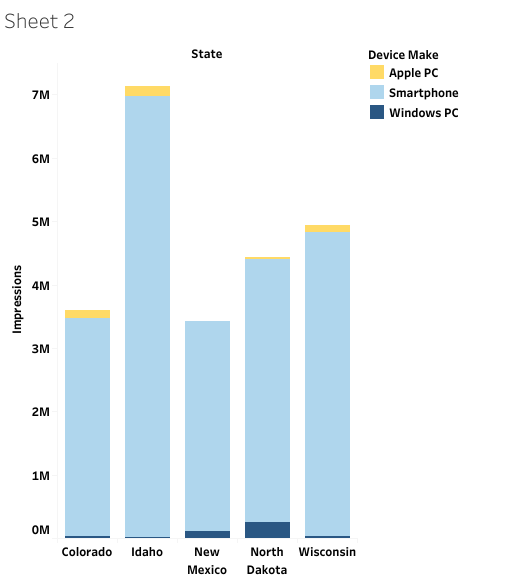 Sheet 2
State
Device Make
Apple PC
Smartphone
Windows PC
7M
6M
5M
4M
3M
2M
1M
0M
Impressions
Colorado Idaho New Mexico North Dakota Wisconsin